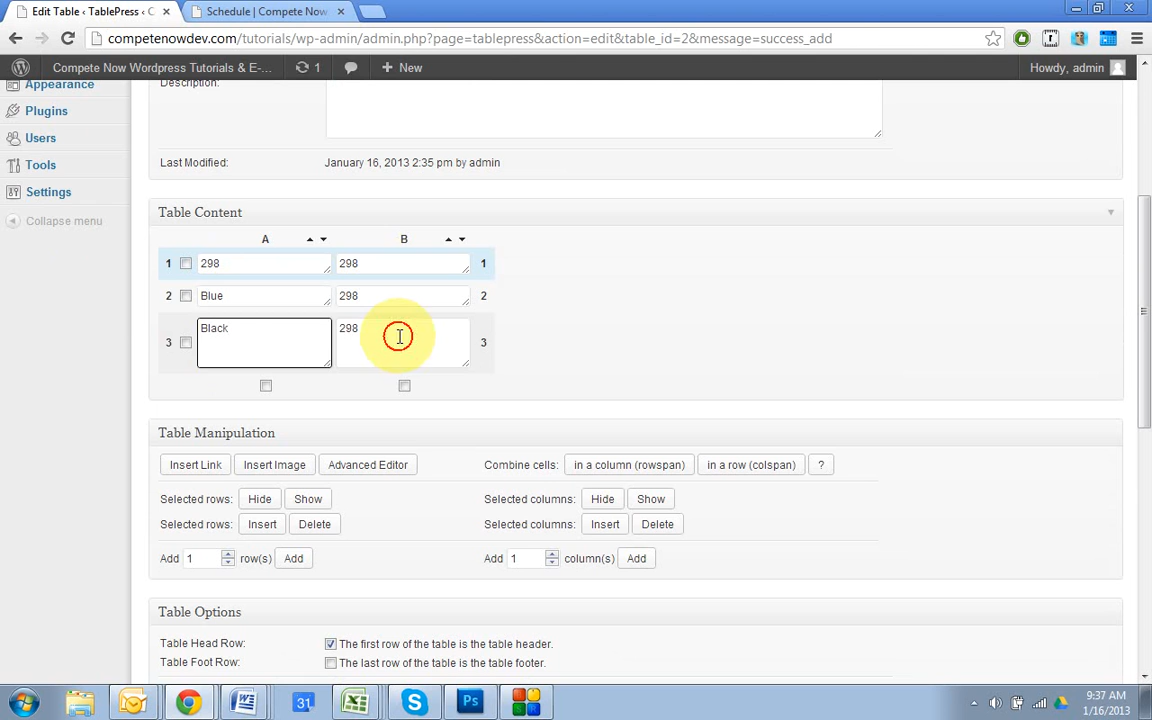 Edit Table ‹ TablePress ‹ C
Schedule | Compete Now
competenowdev.com/tutorials/wp-admin/admin.php?page=tablepress&action=edit&table_id=2&message=success_add
Compete Now Wordpress Tutorials & E-...
1
+ New
Howdy, admin
Appearance
Plugins
Users
Tools
Settings
Collapse menu
Description:
Last Modified: January 16, 2013 2:35 pm by admin
Table Content
A B
1 298 298 1
2 Blue 298 2
3 Black 298 3
Table Manipulation
Insert Link Insert Image Advanced Editor Combine cells: in a column (rowspan) in a row (colspan) ?
Selected rows: Hide Show Selected columns: Hide Show
Selected rows: Insert Delete Selected columns: Insert Delete
Add 1 row(s) Add Add 1 column(s) Add
Table Options
Table Head Row: The first row of the table is the table header.
Table Foot Row: The last row of the table is the table footer.
31
9:37 AM
1/16/2013